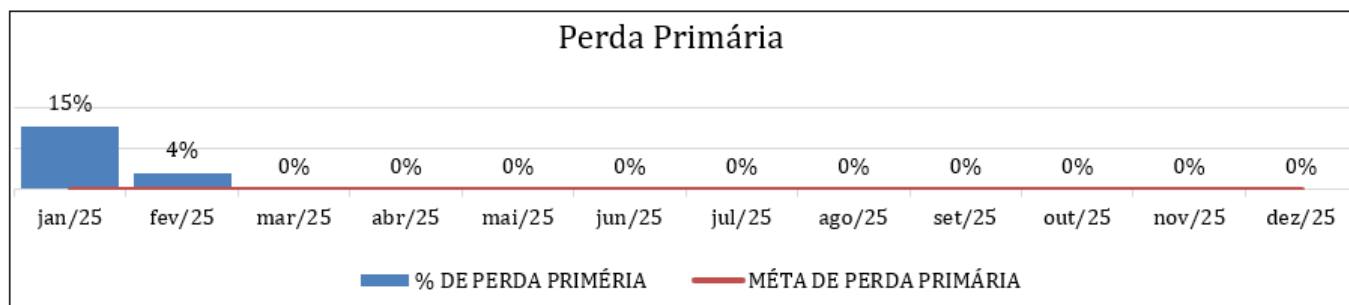 Perda Primária
15%
4% 0% 0% 0% 0% 0% 0% 0% 0% 0% 0%
jan/25 fev/25 mar/25 abr/25 mai/25 jun/25 jul/25 ago/25 set/25 out/25 nov/25 dez/25
% DE PERDA PRIMÉRIA MÉTA DE PERDA PRIMÁRIA